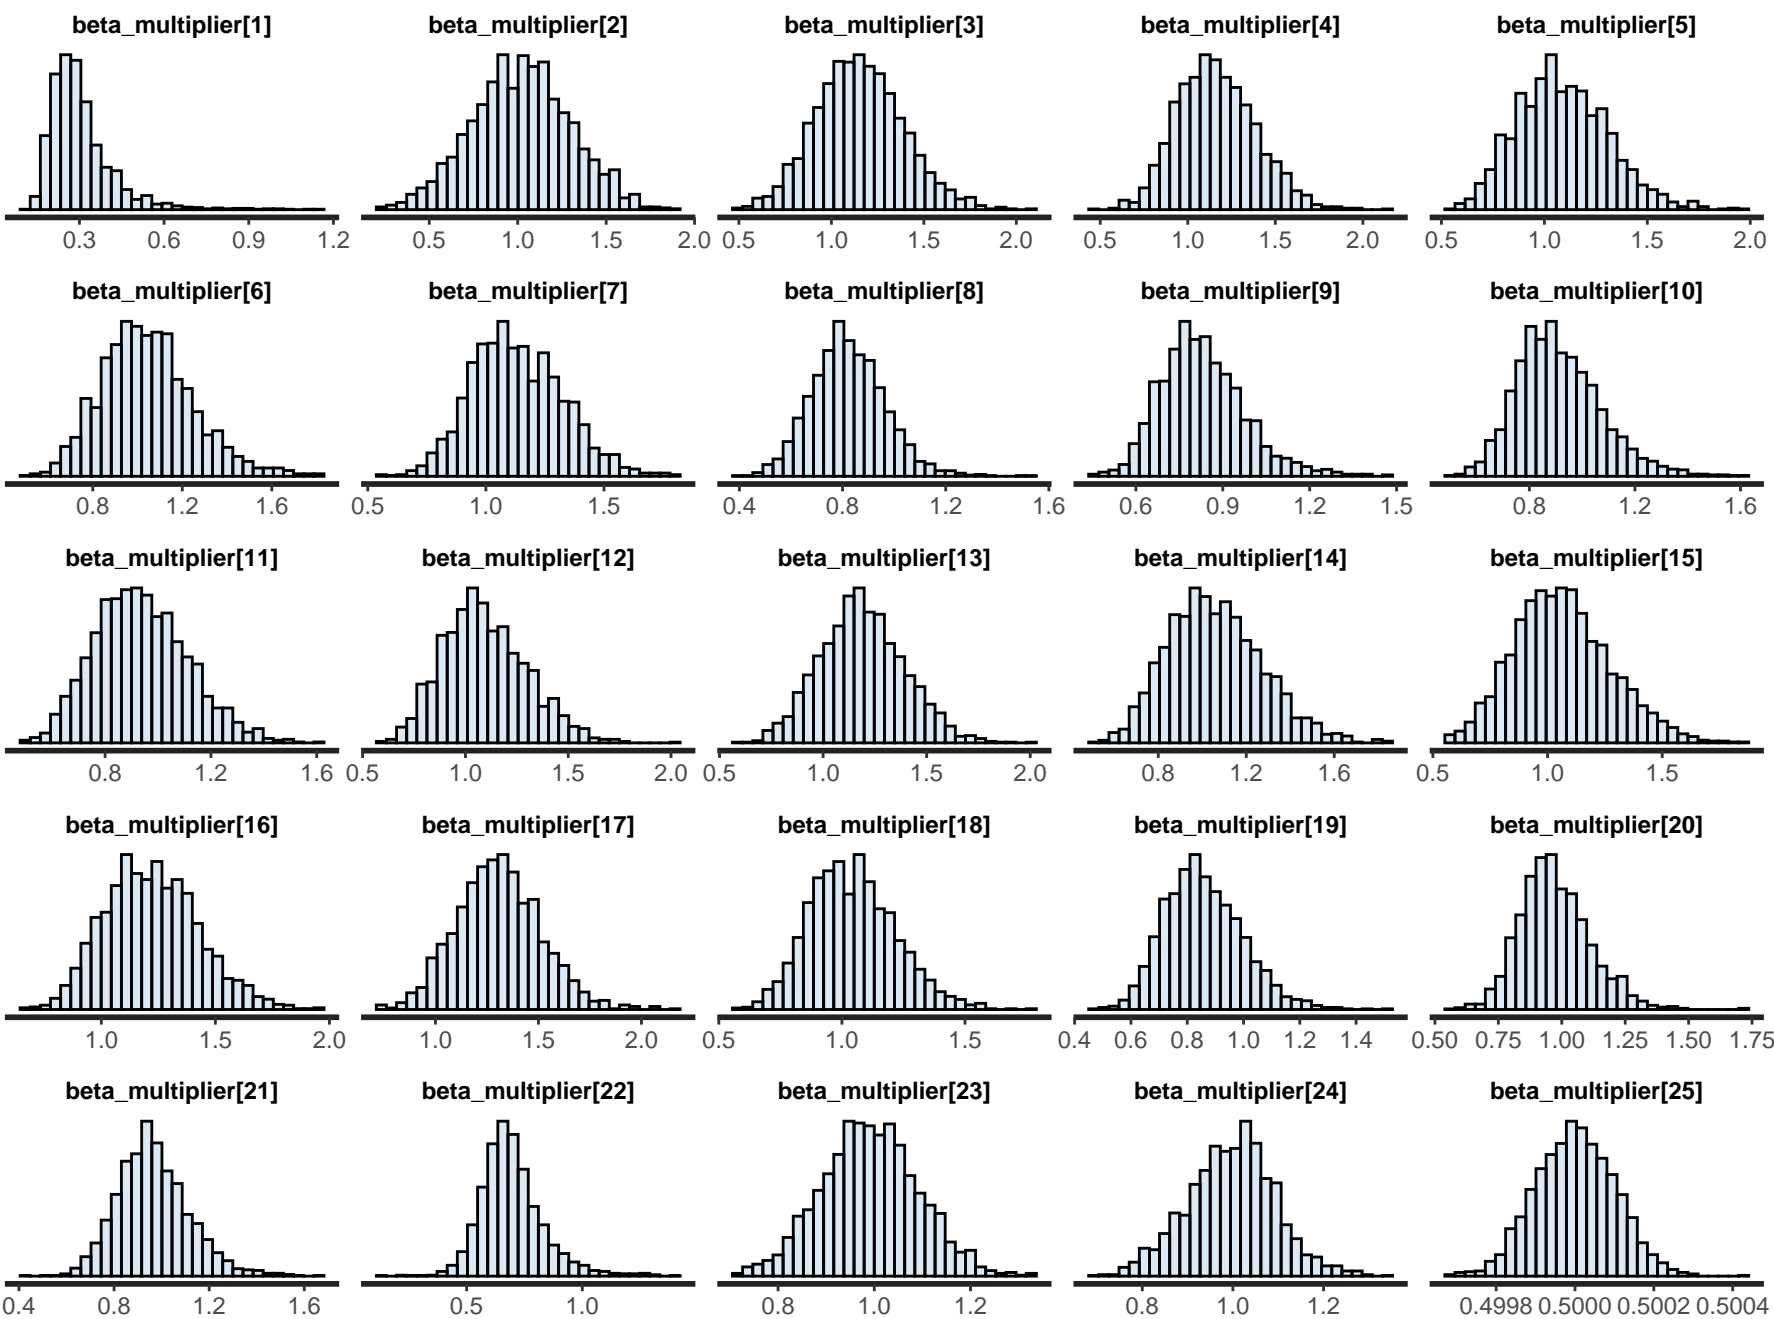 beta_multiplier[1] beta_multiplier[2] beta_multiplier[3] beta_multiplier[4] beta_multiplier[5]
0.3 0.6 0.9 1.2 0.5 1.0 1.5 2.0 0.5 1.0 1.5 2.0 0.5 1.0 1.5 2.0 0.5 1.0 1.5 2.0
beta_multiplier[6] beta_multiplier[7] beta_multiplier[8] beta_multiplier[9] beta_multiplier[10]
0.8 1.2 1.6 0.5 1.0 1.5 0.4 0.8 1.2 1.6 0.6 0.9 1.2 1.5 0.8 1.2 1.6
beta_multiplier[11] beta_multiplier[12] beta_multiplier[13] beta_multiplier[14] beta_multiplier[15]
0.8 1.2 1.6 0.5 1.0 1.5 2.0 0.5 1.0 1.5 2.0 0.8 1.2 1.6 0.5 1.0 1.5
beta_multiplier[16] beta_multiplier[17] beta_multiplier[18] beta_multiplier[19] beta_multiplier[20]
1.0 1.5 2.0 1.0 1.5 2.0 0.5 1.0 1.5 0.4 0.6 0.8 1.0 1.2 1.4 0.50 0.75 1.00 1.25 1.50 1.75
beta_multiplier[21] beta_multiplier[22] beta_multiplier[23] beta_multiplier[24] beta_multiplier[25]
0.4 0.8 1.2 1.6 0.5 1.0 0.8 1.0 1.2 0.8 1.0 1.2 0.4998 0.5000 0.5002 0.5004